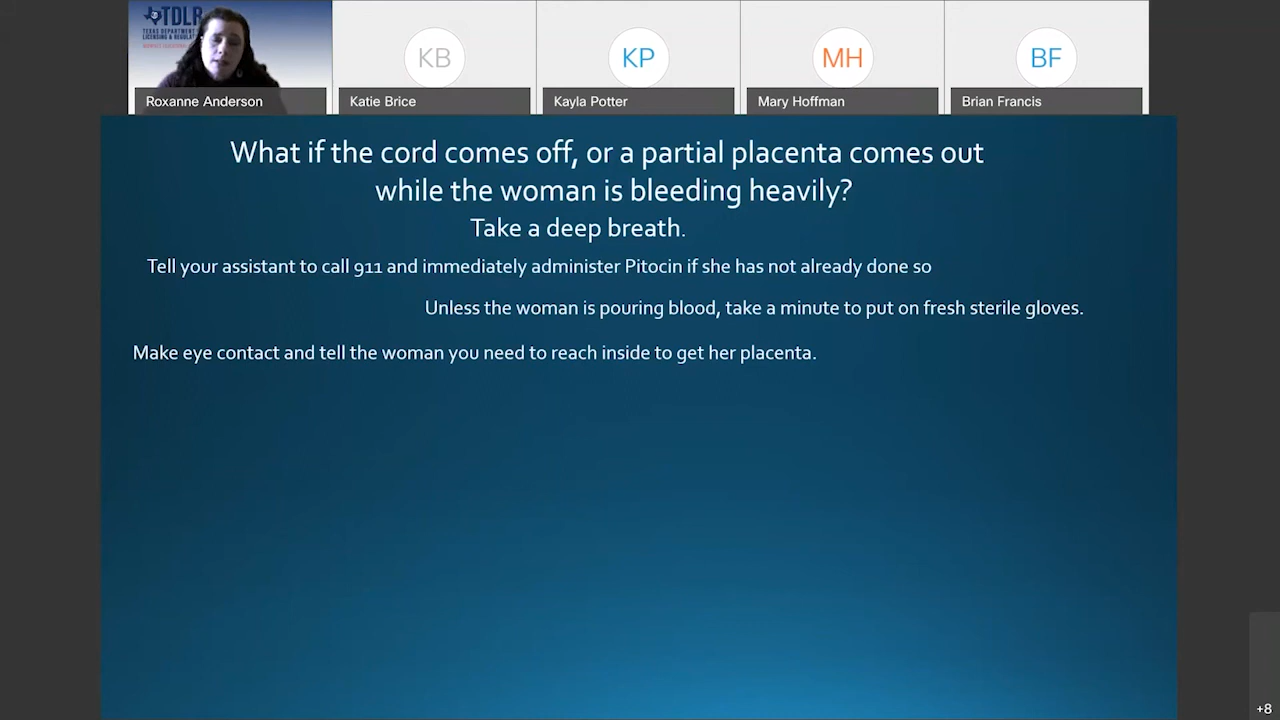 TDLR
TEXAS DEPARTMENT
KB
KP
MH
BF
Roxanne Anderson
Katie Brice
Kayla Potter
Mary Hoffman
Brian Francis
What if the cord comes off, or a partial placenta comes out
while the woman is bleeding heavily?
Take a deep breath.
Tell your assistant to call 911 and immediately administer Pitocin if she has not already done so
Unless the woman is pouring blood, take a minute to put on fresh sterile gloves.
Make eye contact and tell the woman you need to reach inside to get her placenta.
+8